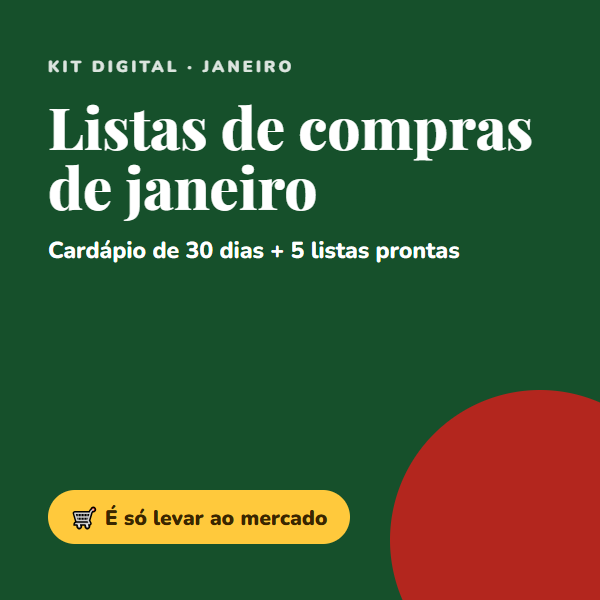 KIT DIGITAL · JANEIRO
Listas de compras
de janeiro
Cardápio de 30 dias + 5 listas prontas
🛒 É só levar ao mercado